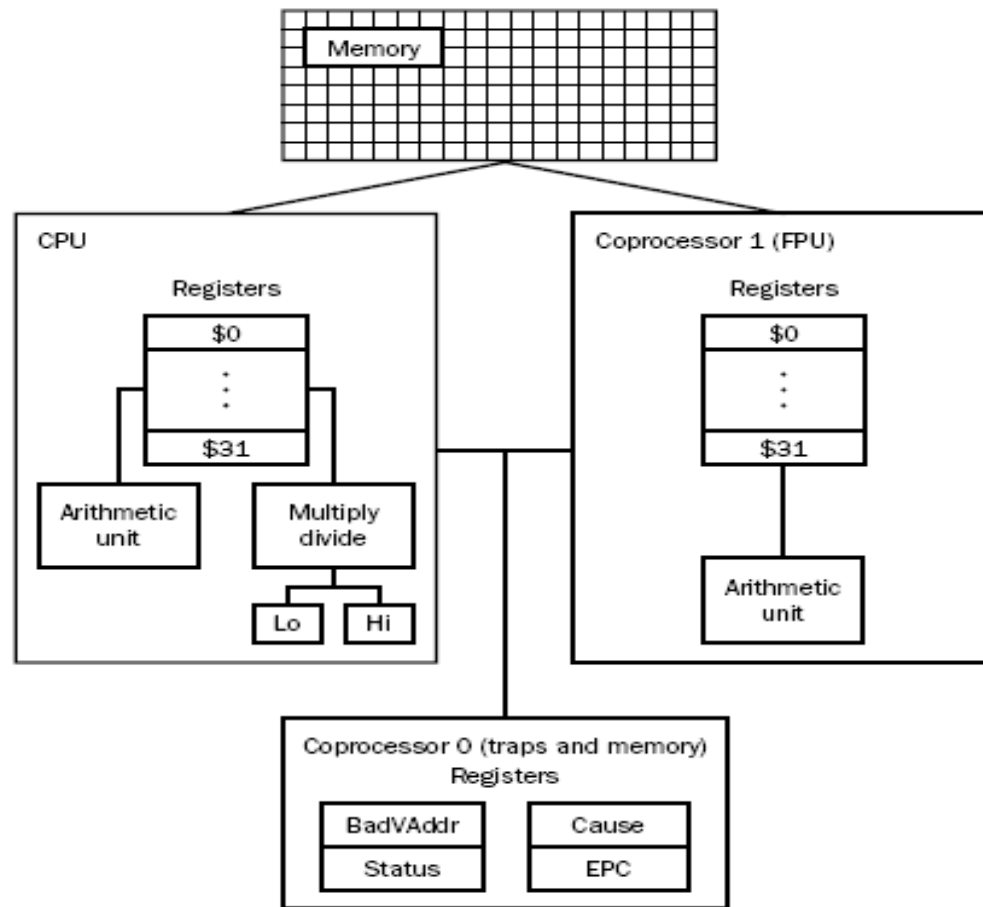 Memory
CPU
Registers
$0
$31
Arithmetic
unit
Multiply
divide
Lo
Hi
Coprocessor 1 (FPU)
Registers
$0
$31
Arithmetic
unit
Coprocessor 0 (traps and memory)
Registers
BadVAddr
Cause
Status
EPC